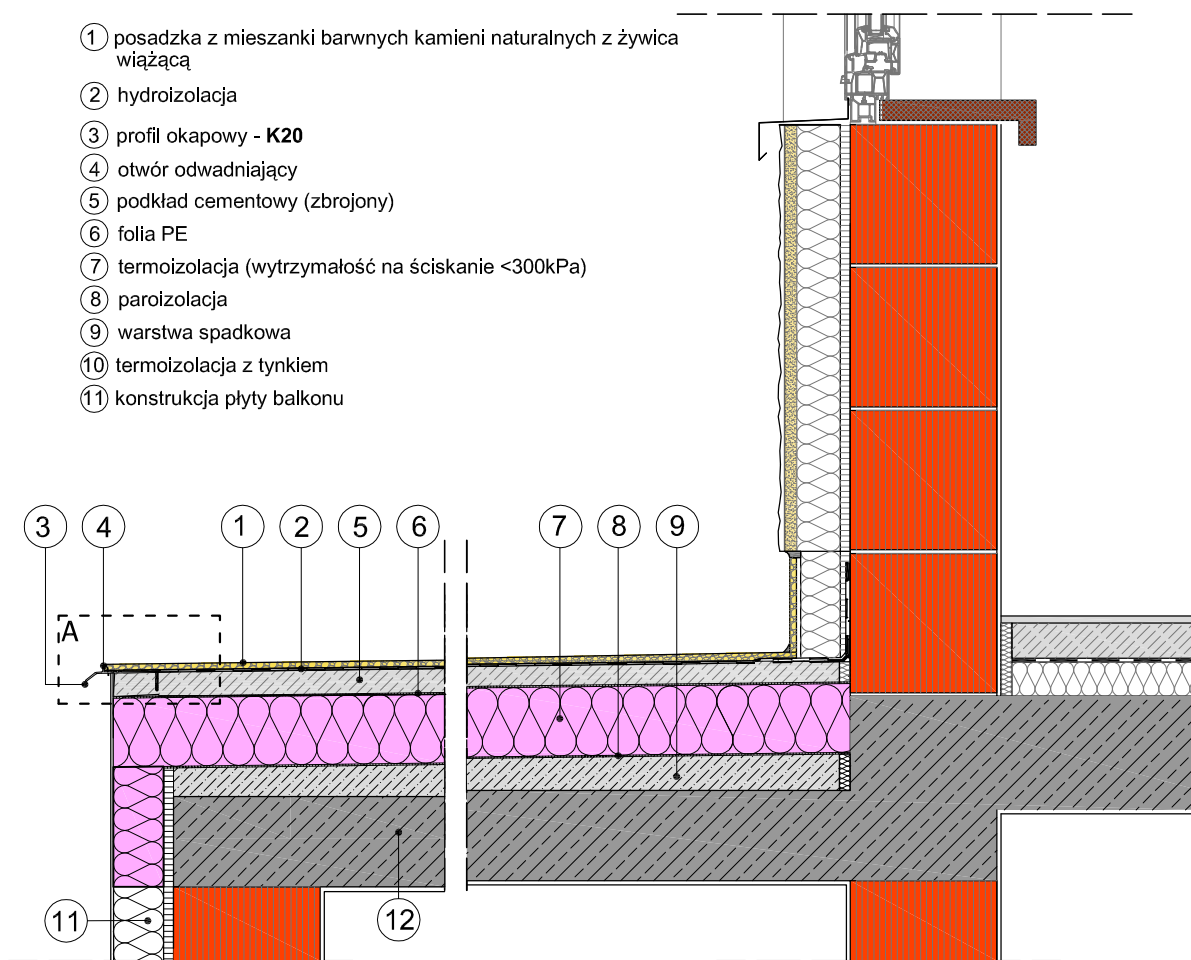 1 posadzka z mieszanki barwnych kamieni naturalnych z żywica
wiążącą
2 hydroizolacja
3 profil okapowy - K20
4 otwór odwadniający
5 podkład cementowy (zbrojony)
6 folia PE
7 termoizolacja (wytrzymałość na ściskanie <300kPa)
8 paroizolacja
9 warstwa spadkowa
10 termoizolacja z tynkiem
11 konstrukcja płyty balkonu
3 4 1 2 5 6 7 8 9
A
11 12